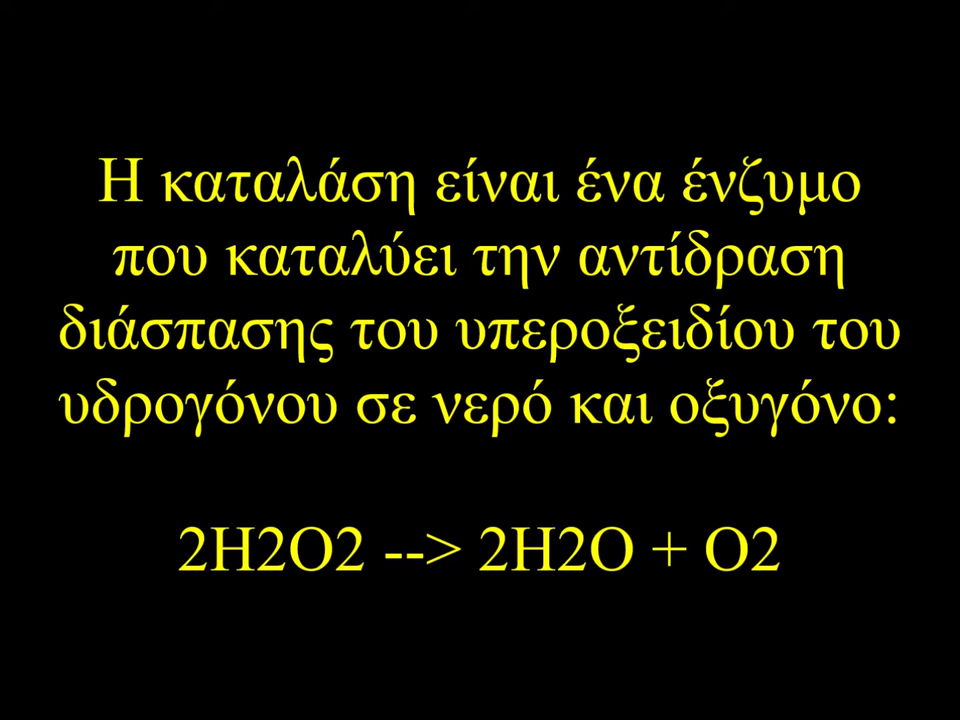 Η καταλάση είναι ένα ένζυμο
που καταλύει την αντίδραση
διάσπασης του υπεροξειδίου του
υδρογόνου σε νερό και οξυγόνο:
2H2O2 --> 2H2O + O2